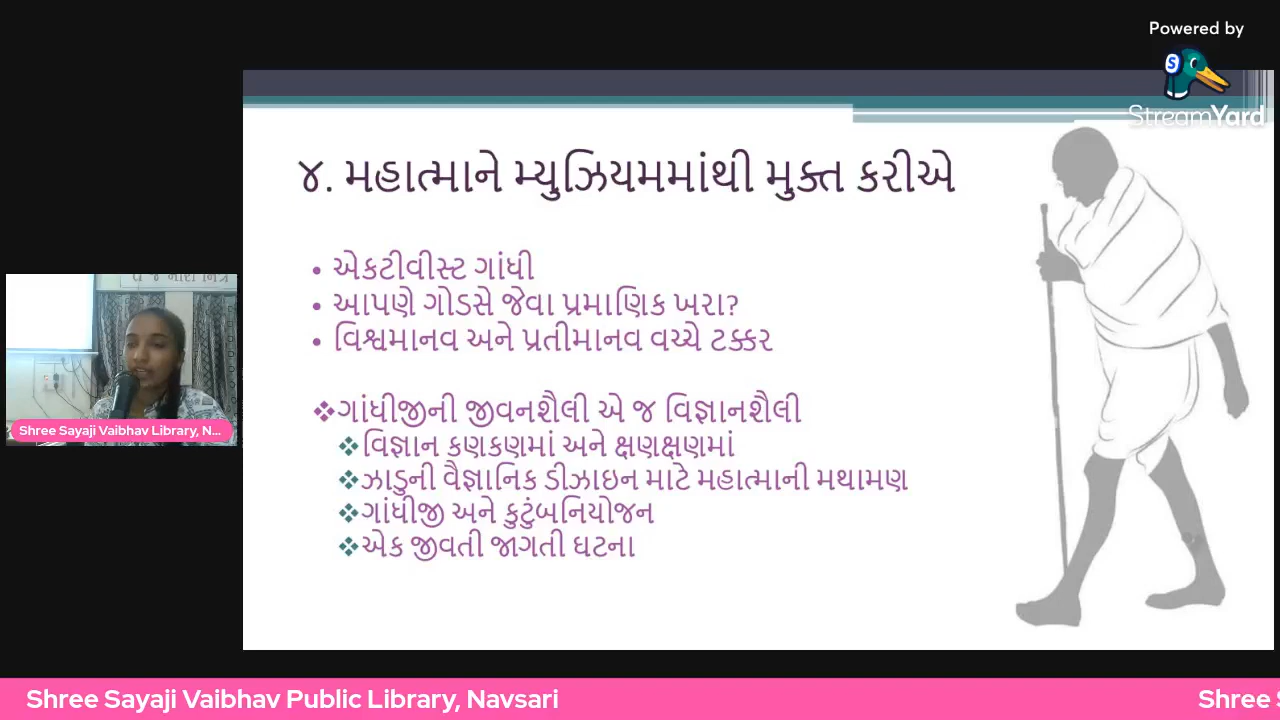 Powered by
StreamYard
૪. મહાત્માને મ્યુઝિયમમાંથી મુક્ત કરીએ
• એકટીવીસ્ટ ગાંધી
• આપણે ગોડસે જેવા પ્રમાણિક ખરા?
• વિશ્વમાનવ અને પ્રતીમાનવ વચ્ચે ટક્કર
❖ગાંધીજીની જીવનશૈલી એ જ વિજ્ઞાનશૈલી
❖વિજ્ઞાન કણકણમાં અને ક્ષણક્ષણમાં
❖ઝાડુની વૈજ્ઞાનિક ડીઝાઇન માટે મહાત્માની મથામણ
❖ગાંધીજી અને કુટુંબનિયોજન
❖એક જીવતી જાગતી ઘટના
Shree Sayaji Vaibhav Library, N...
Shree Sayaji Vaibhav Public Library, Navsari
Shree